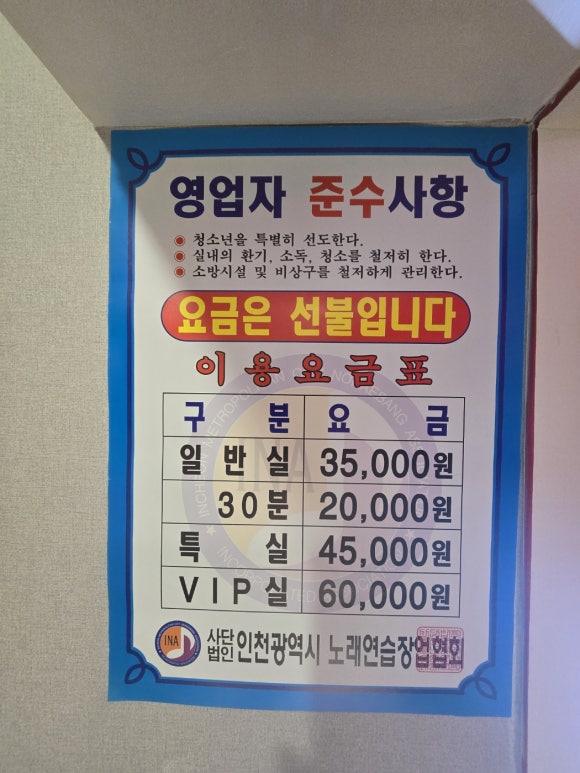 영업자 준수사항
● 청소년을 특별히 선도한다.
● 실내의 환기, 소독, 청소를 철저히 한다.
● 소방시설 및 비상구를 철저하게 관리한다.
요금은 선불입니다
이용요금표
구 분 요 금
일반실 35,000원
30분 20,000원
특 실 45,000원
VIP실 60,000원
INA
사단법인 인천광역시 노래연습장업협회